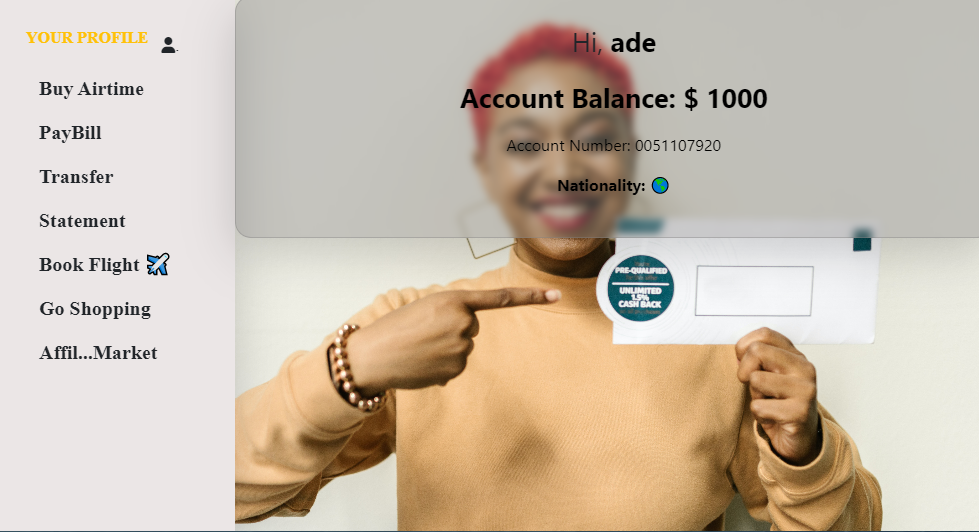 YOUR PROFILE
Buy Airtime
PayBill
Transfer
Statement
Book Flight ✈️
Go Shopping
Affil...Market
Hi, ade
Account Balance: $ 1000
Account Number: 0051107920
Nationality: 🌎
PRE-QUALIFIED
UNLIMITED
1.5%
CASH BACK